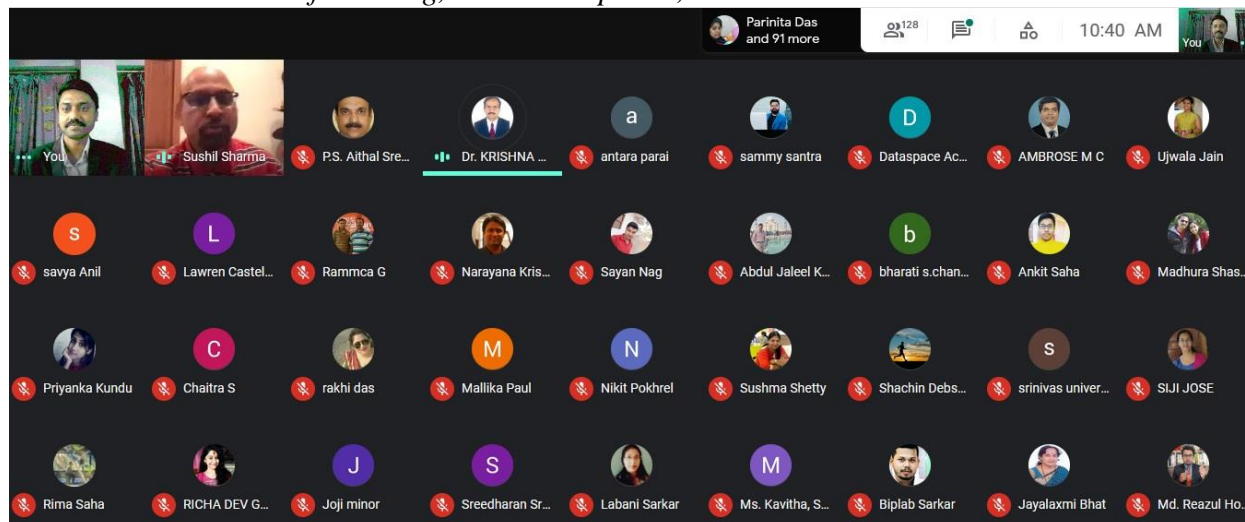 Parinita Das
and 91 more
128
10:40 AM
You
You
Sushil Sharma
P.S. Aithal Sre...
Dr. KRISHNA ...
a
antara parai
sammy santra
D
Dataspace Ac...
AMBROSE M C
Ujwala Jain
s
savya Anil
L
Lawren Castel...
Rammca G
Narayana Kris...
Sayan Nag
Abdul Jaleel K...
b
bharati s.chan...
Ankit Saha
Madhura Shas...
Priyanka Kundu
C
Chaitra S
rakhi das
M
Mallika Paul
N
Nikit Pokhrel
Sushma Shetty
Shachin Debs...
s
srinivas univer...
SIJI JOSE
Rima Saha
RICHA DEV G...
J
Joji minor
S
Sreedharan Sr...
Labani Sarkar
M
Ms. Kavitha, S...
Biplab Sarkar
Jayalaxmi Bhat
Md. Reazul Ho...